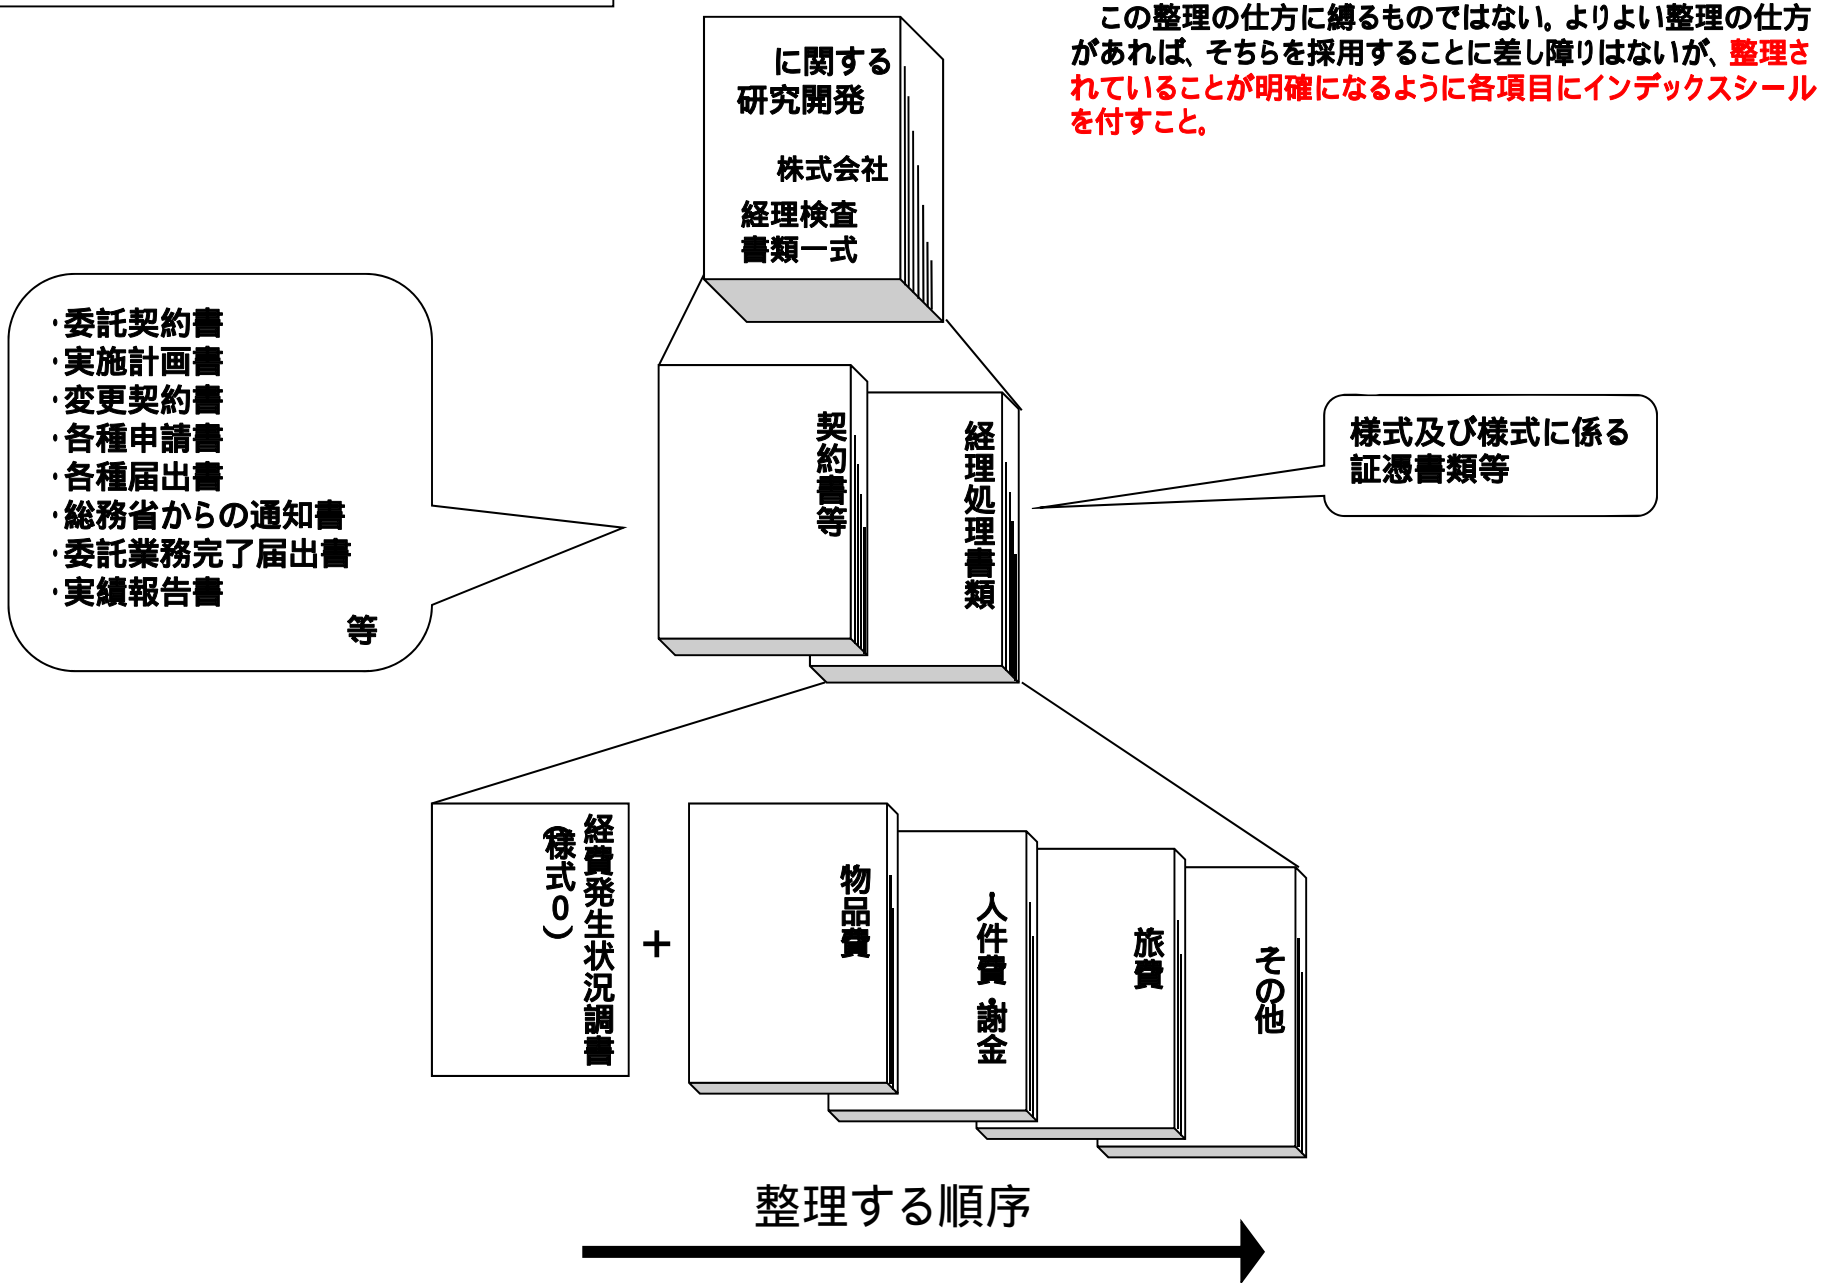 この整理の仕方に縛るものではない。よりよい整理の仕方
があれば、そちらを採用することに差し障りはないが、整理さ
れていることが明確になるように各項目にインデックスシール
を付すこと。
に関する
研究開発
株式会社
経理検査
書類一式
・委託契約書
・実施計画書
・変更契約書
・各種申請書
・各種届出書
・総務省からの通知書
・委託業務完了届出書
・実績報告書
等
契約書等
経理処理書類
様式及び様式に係る
証憑書類等
経費発生状況調書
(様式0)
+
物品費
人件費・謝金
旅費
その他
整理する順序